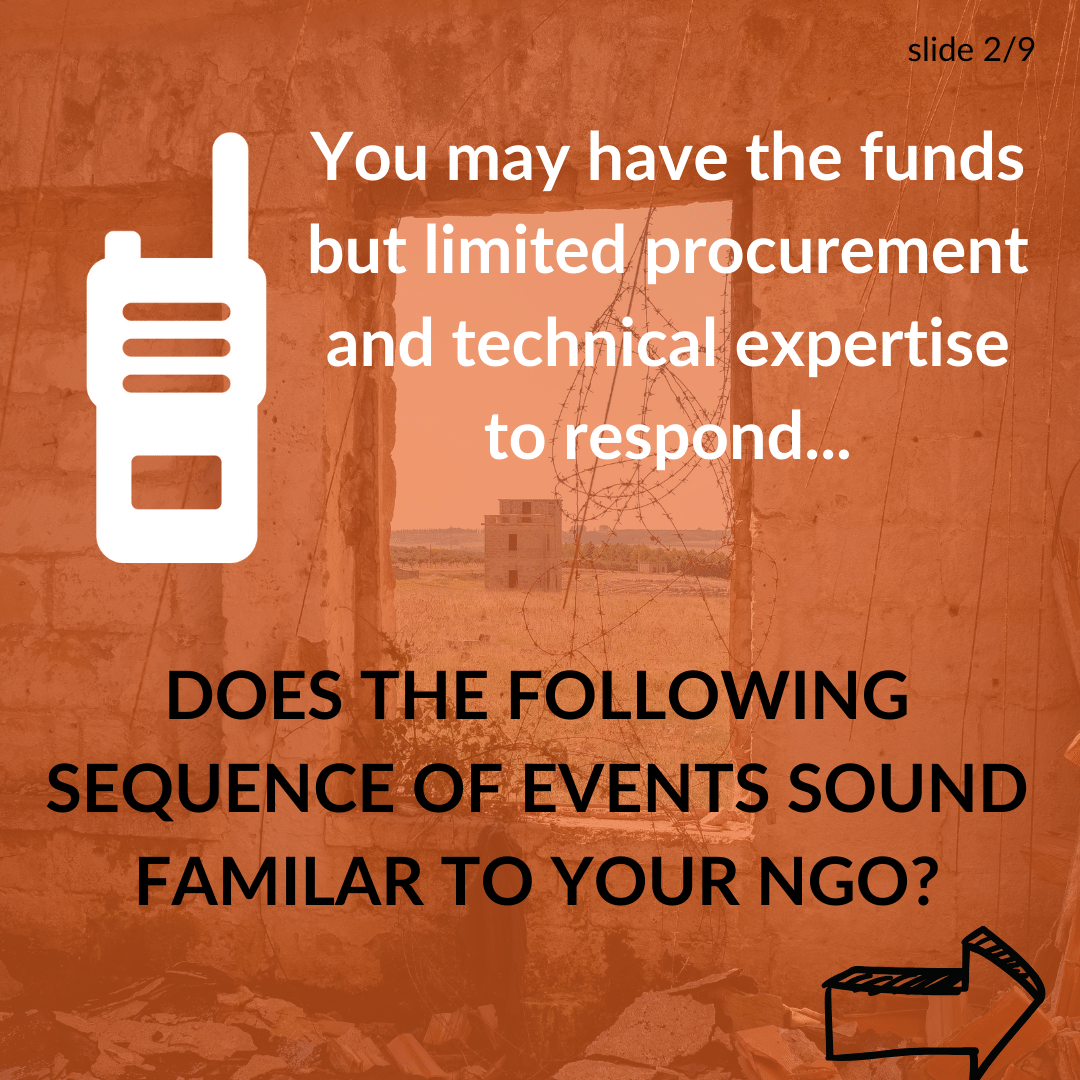 slide 2/9
You may have the funds
but limited procurement
and technical expertise
to respond...
DOES THE FOLLOWING
SEQUENCE OF EVENTS SOUND
FAMILAR TO YOUR NGO?